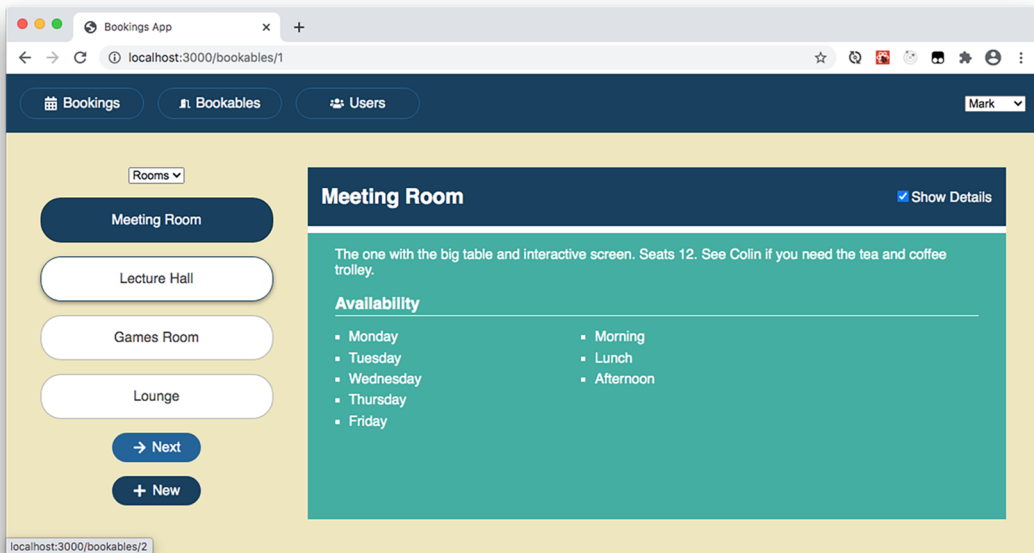 Bookings App
localhost:3000/bookables/1
Bookings Bookables Users Mark
Rooms
Meeting Room
Lecture Hall
Games Room
Lounge
Next
New
Meeting Room Show Details
The one with the big table and interactive screen. Seats 12. See Colin if you need the tea and coffee
trolley.
Availability
Monday
Tuesday
Wednesday
Thursday
Friday
Morning
Lunch
Afternoon
localhost:3000/bookables/2